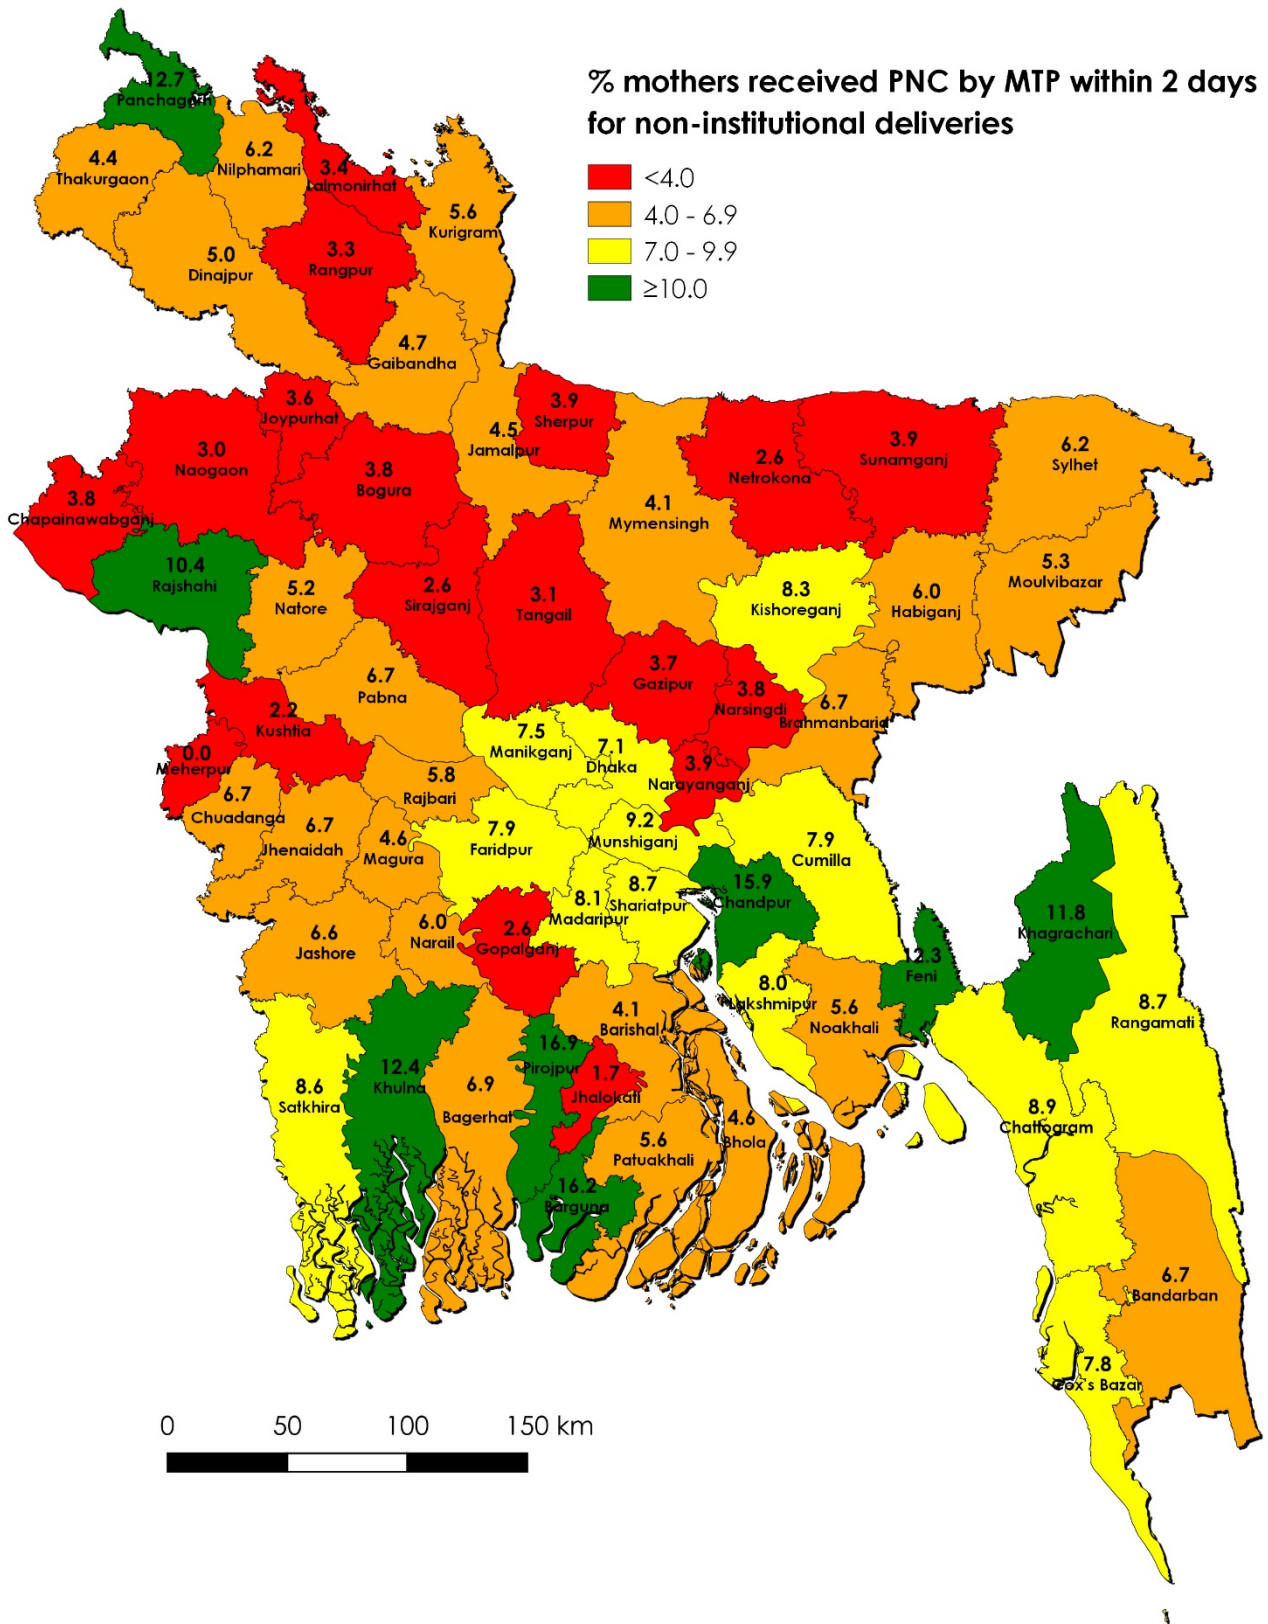 % mothers received PNC by MTP within 2 days
for non-institutional deliveries
<4.0
4.0 - 6.9
7.0 - 9.9
≥10.0
12.7
Panchagarh
4.4
Thakurgaon
6.2
Nilphamari
3.4
Lalmonirhat
5.6
Kurigram
5.0
Dinajpur
3.3
Rangpur
4.7
Gaibandha
3.6
Joypurhat
3.0
Naogaon
3.8
Bogura
4.5
Jamalpur
3.9
Sherpur
2.6
Netrokona
3.9
Sunamganj
6.2
Sylhet
3.8
Chapainawabganj
4.1
Mymensingh
10.4
Rajshahi
5.2
Natore
2.6
Sirajganj
3.1
Tangail
8.3
Kishoreganj
6.0
Habiganj
5.3
Moulvibazar
6.7
Pabna
3.7
Gazipur
3.8
Narsingdi
6.7
Brahmanbaria
2.2
Kushtia
0.0
Meherpur
7.5
Manikganj
7.1
Dhaka
3.9
Narayanganj
5.8
Rajbari
6.7
Chuadanga
6.7
Jhenaidah
4.6
Magura
7.9
Faridpur
9.2
Munshiganj
7.9
Cumilla
8.1
Madaripur
8.7
Shariatpur
15.9
Chandpur
6.6
Jashore
6.0
Narail
2.6
Gopalganj
11.8
Khagrachari
12.3
Feni
8.0
Lakshmipur
5.6
Noakhali
4.1
Barishal
8.7
Rangamati
8.6
Satkhira
12.4
Khulna
6.9
Bagerhat
16.9
Pirojpur
1.7
Jhalokati
5.6
Patuakhali
4.6
Bhola
16.2
Barguna
8.9
Chattogram
6.7
Bandarban
7.8
Cox's Bazar
0 50 100 150 km